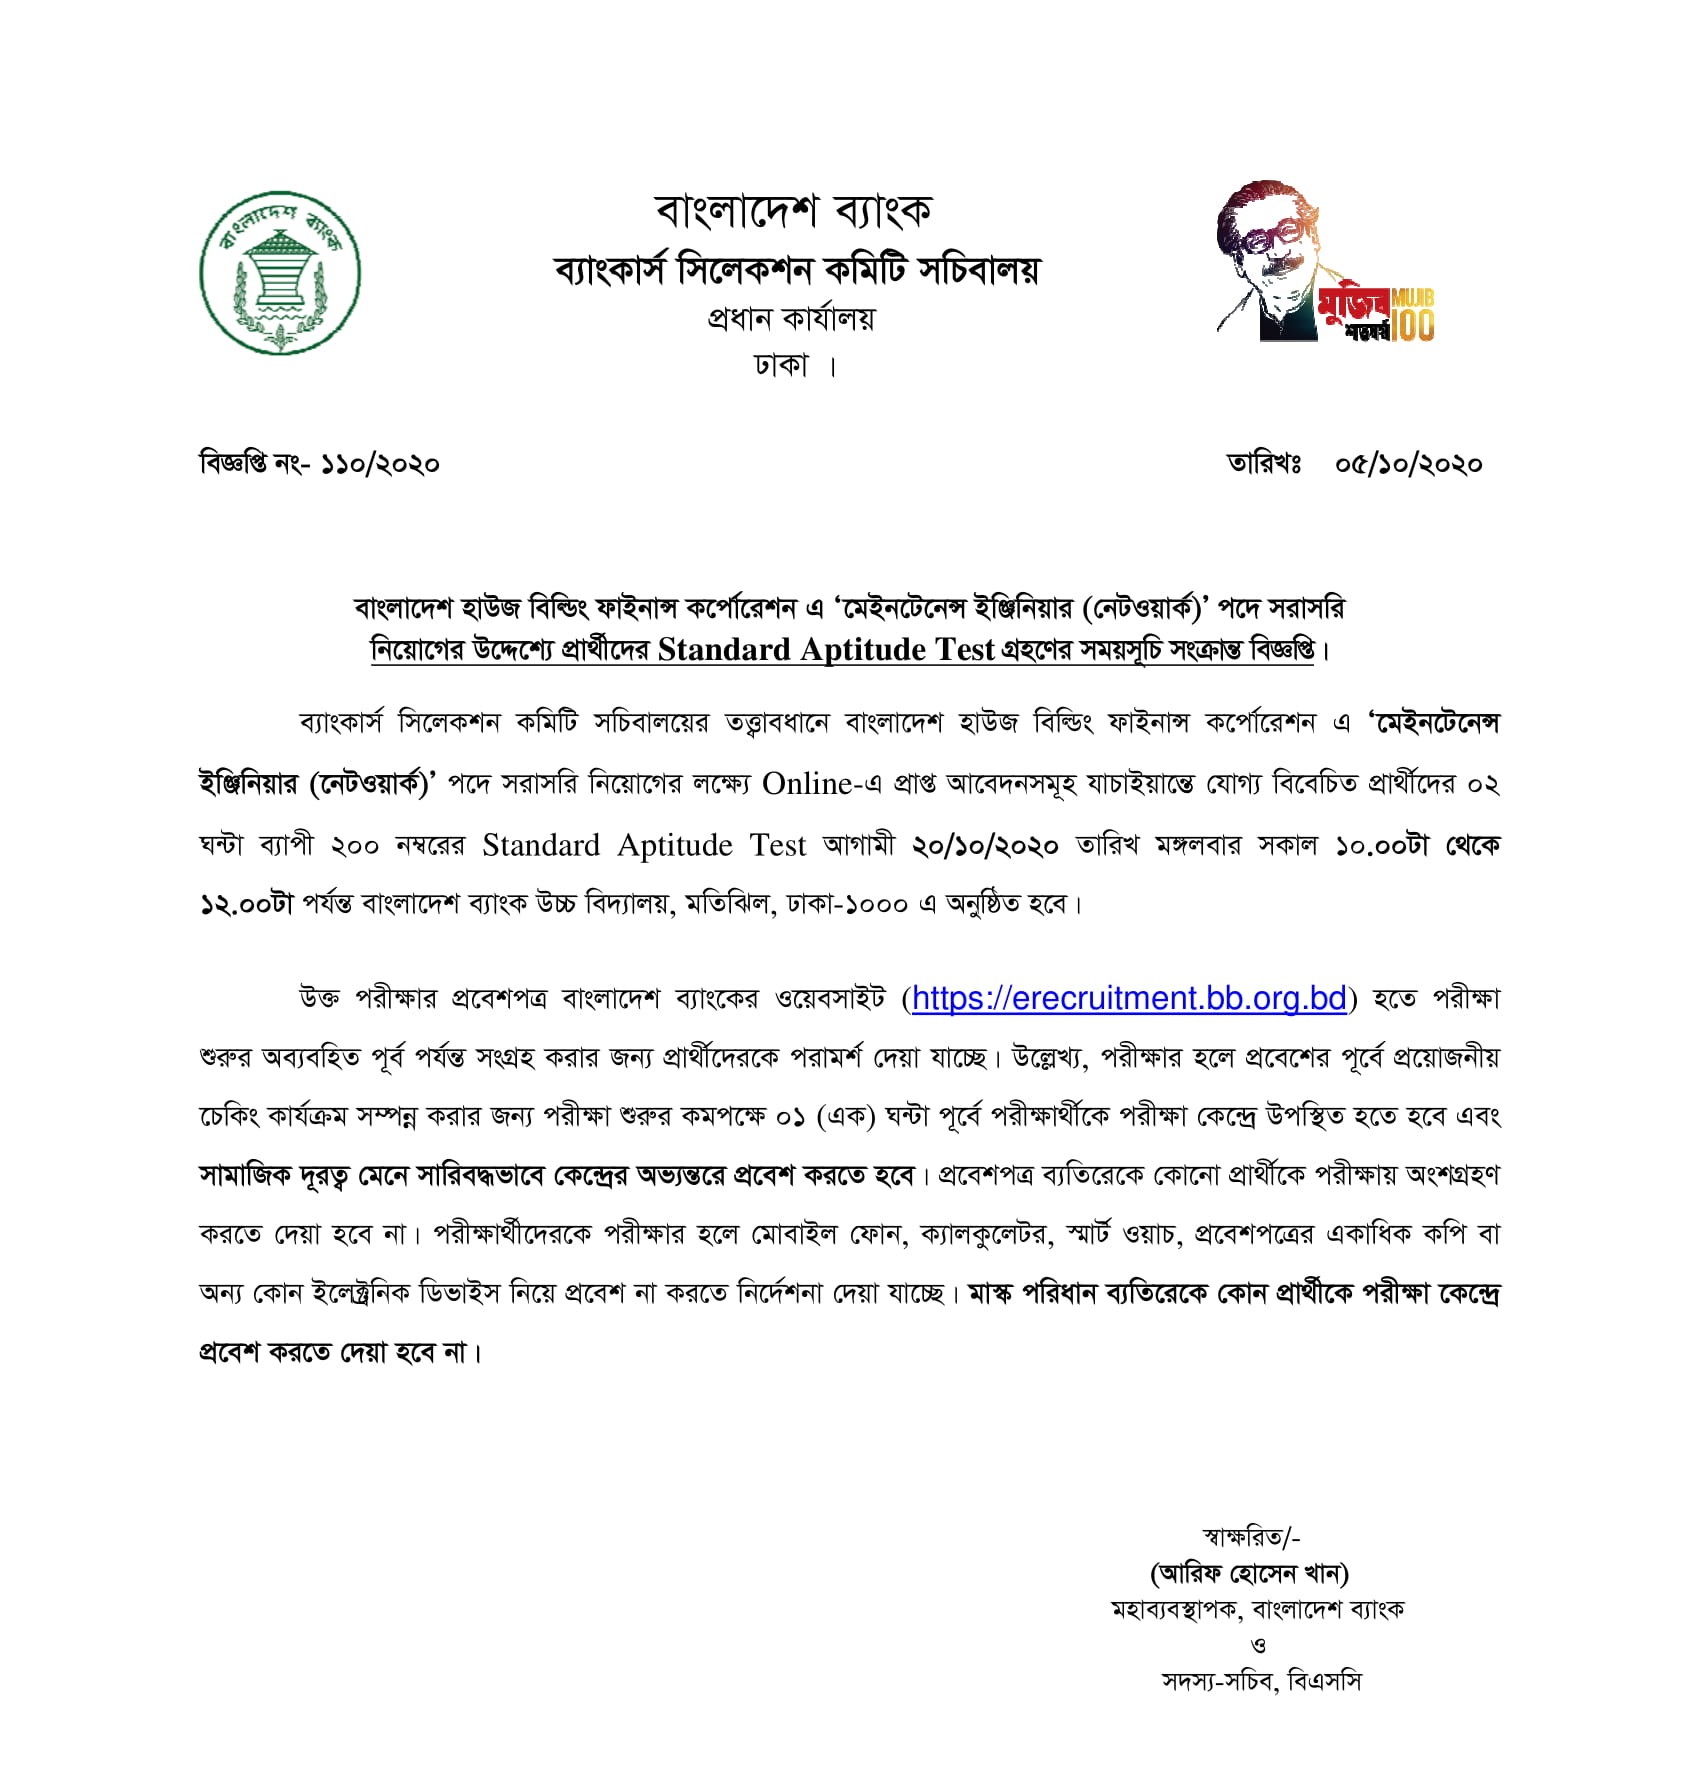 বাংলাদেশ ব্যাংক
বাংলাদেশ ব্যাংক
ব্যাংকার্স সিলেকশন কমিটি সচিবালয়
প্রধান কার্যালয়
ঢাকা ।
মুজিব MUJIB
শতবর্ষ 100
বিজ্ঞপ্তি নং- ১১০/২০২০ তারিখঃ ০৫/১০/২০২০
বাংলাদেশ হাউজ বিল্ডিং ফাইনান্স কর্পোরেশন এ ‘মেইনটেনেন্স ইঞ্জিনিয়ার (নেটওয়ার্ক)’ পদে সরাসরি
নিয়োগের উদ্দেশ্যে প্রার্থীদের Standard Aptitude Test গ্রহণের সময়সূচি সংক্রান্ত বিজ্ঞপ্তি।
ব্যাংকার্স সিলেকশন কমিটি সচিবালয়ের তত্ত্বাবধানে বাংলাদেশ হাউজ বিল্ডিং ফাইনান্স কর্পোরেশন এ ‘মেইনটেনেন্স
ইঞ্জিনিয়ার (নেটওয়ার্ক)’ পদে সরাসরি নিয়োগের লক্ষ্যে Online-এ প্রাপ্ত আবেদনসমূহ যাচাইয়ান্তে যোগ্য বিবেচিত প্রার্থীদের ০২
ঘন্টা ব্যাপী ২০০ নম্বরের Standard Aptitude Test আগামী ২০/১০/২০২০ তারিখ মঙ্গলবার সকাল ১০.০০টা থেকে
১২.০০টা পর্যন্ত বাংলাদেশ ব্যাংক উচ্চ বিদ্যালয়, মতিঝিল, ঢাকা-১০০০ এ অনুষ্ঠিত হবে।
উক্ত পরীক্ষার প্রবেশপত্র বাংলাদেশ ব্যাংকের ওয়েবসাইট (https://erecruitment.bb.org.bd) হতে পরীক্ষা
শুরুর অব্যবহিত পূর্ব পর্যন্ত সংগ্রহ করার জন্য প্রার্থীদেরকে পরামর্শ দেয়া যাচ্ছে। উল্লেখ্য, পরীক্ষার হলে প্রবেশের পূর্বে প্রয়োজনীয়
চেকিং কার্যক্রম সম্পন্ন করার জন্য পরীক্ষা শুরুর কমপক্ষে ০১ (এক) ঘন্টা পূর্বে পরীক্ষার্থীকে পরীক্ষা কেন্দ্রে উপস্থিত হতে হবে এবং
সামাজিক দূরত্ব মেনে সারিবদ্ধভাবে কেন্দ্রের অভ্যন্তরে প্রবেশ করতে হবে। প্রবেশপত্র ব্যতিরেকে কোনো প্রার্থীকে পরীক্ষায় অংশগ্রহণ
করতে দেয়া হবে না। পরীক্ষার্থীদেরকে পরীক্ষার হলে মোবাইল ফোন, ক্যালকুলেটর, স্মার্ট ওয়াচ, প্রবেশপত্রের একাধিক কপি বা
অন্য কোন ইলেক্ট্রনিক ডিভাইস নিয়ে প্রবেশ না করতে নির্দেশনা দেয়া যাচ্ছে। মাস্ক পরিধান ব্যতিরেকে কোন প্রার্থীকে পরীক্ষা কেন্দ্রে
প্রবেশ করতে দেয়া হবে না।
স্বাক্ষরিত/-
(আরিফ হোসেন খান)
মহাব্যবস্থাপক, বাংলাদেশ ব্যাংক
ও
সদস্য-সচিব, বিএসসি